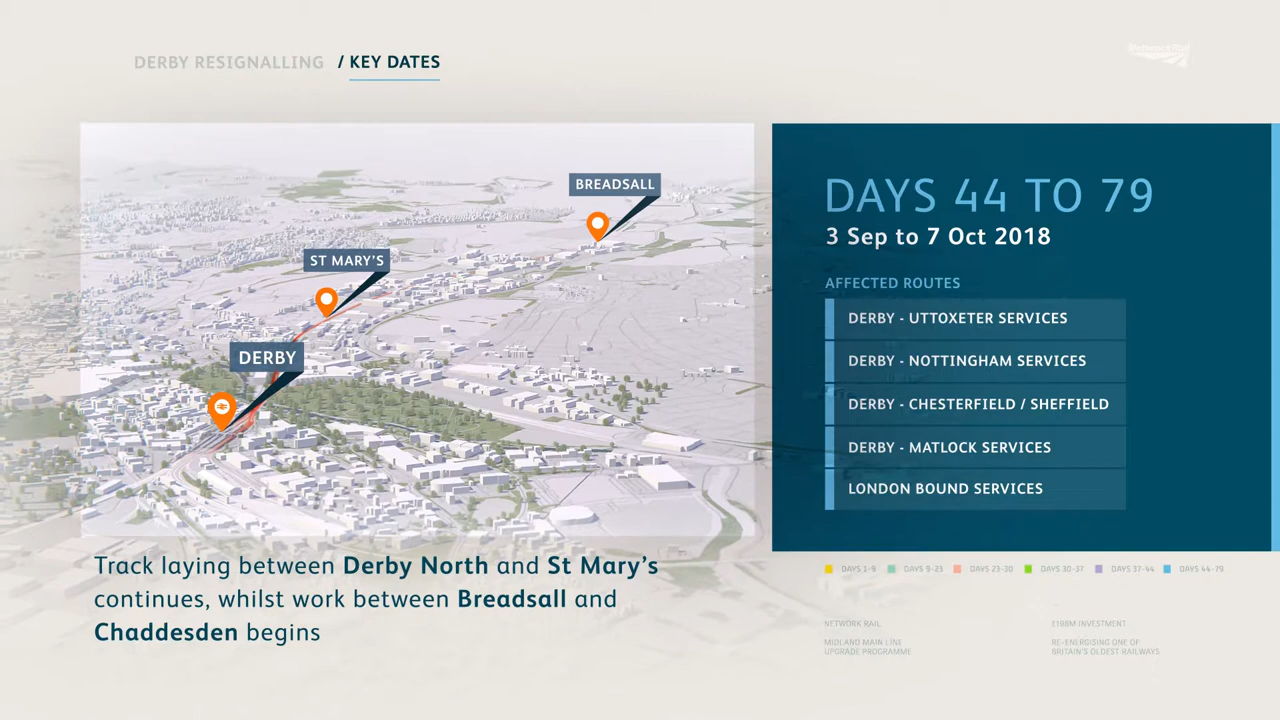 DERBY RESIGNALLING / KEY DATES
Network Rail
BREADSALL
ST MARY'S
DERBY
DAYS 44 TO 79
3 Sep to 7 Oct 2018
AFFECTED ROUTES
DERBY - UTTOXETER SERVICES
DERBY - NOTTINGHAM SERVICES
DERBY - CHESTERFIELD / SHEFFIELD
DERBY - MATLOCK SERVICES
LONDON BOUND SERVICES
Track laying between Derby North and St Mary's
continues, whilst work between Breadsall and
Chaddesden begins
DAYS 1-9 DAYS 9-23 DAYS 23-30 DAYS 30-37 DAYS 37-44 DAYS 44-79
NETWORK RAIL
MIDLAND MAIN LINE
UPGRADE PROGRAMME
£198M INVESTMENT
RE-ENERGISING ONE OF
BRITAIN'S OLDEST RAILWAYS